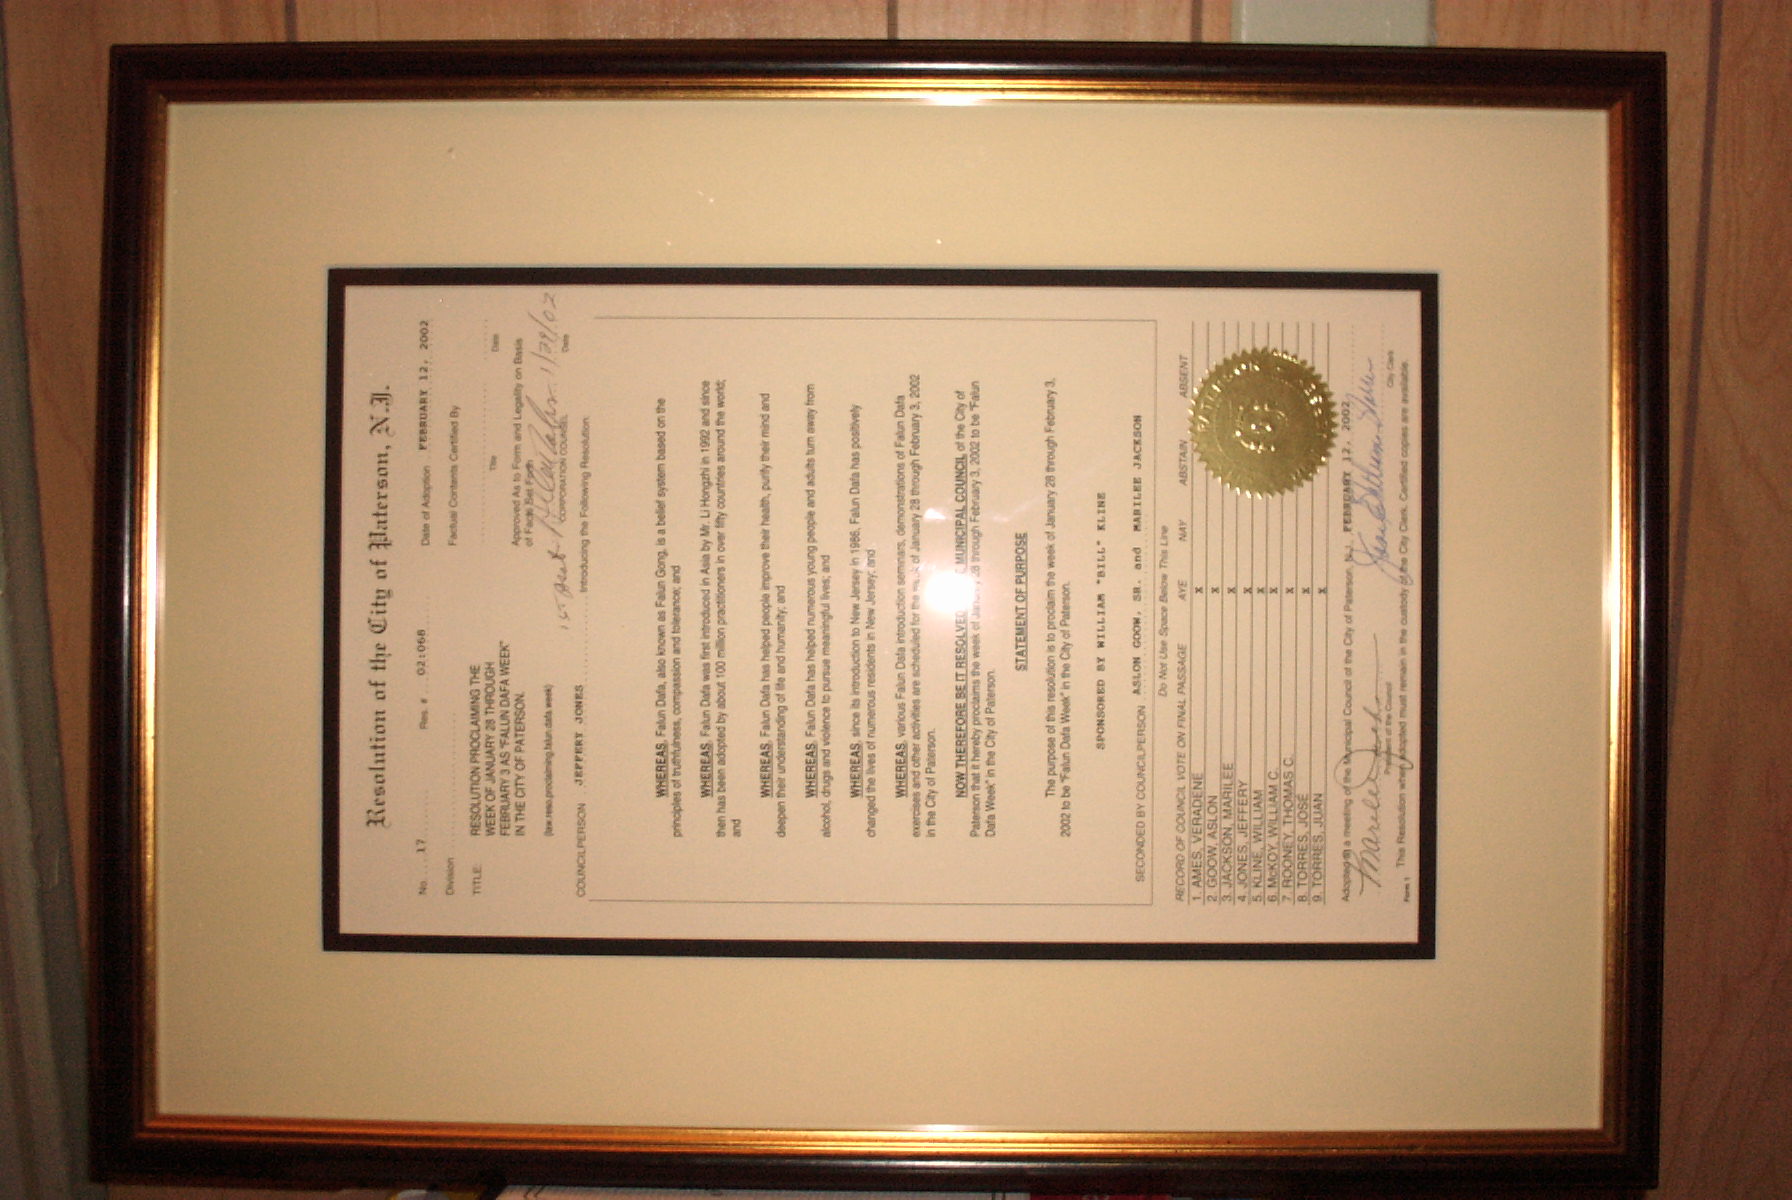 Resolution of the City of Paterson, N.J.
No. 17 Res. # 02:068 Date of Adoption FEBRUARY 12, 2002
Division Factual Contents Certified By
TITLE: Title Date
RESOLUTION PROCLAIMING THE
WEEK OF JANUARY 28 THROUGH
FEBRUARY 3 AS "FALUN DAFA WEEK"
IN THE CITY OF PATERSON.
Approved As to Form and Legality on Basis
of Facts Set Forth
1/29/02
CORPORATION COUNSEL Date
COUNCILPERSON JEFFERY JONES Introducing the Following Resolution:
WHEREAS, Falun Dafa, also known as Falun Gong, is a belief system based on the
principles of truthfulness, compassion and tolerance; and
WHEREAS, Falun Dafa was first introduced in Asia by Mr. Li Hongzhi in 1992 and since
then has been adopted by about 100 million practitioners in over fifty countries around the world;
and
WHEREAS, Falun Dafa has helped people improve their health, purify their mind and
deepen their understanding of life and humanity; and
WHEREAS, Falun Dafa has helped numerous young people and adults turn away from
alcohol, drugs and violence to pursue meaningful lives; and
WHEREAS, since its introduction to New Jersey in 1996, Falun Dafa has positively
changed the lives of numerous residents in New Jersey; and
WHEREAS, various Falun Dafa introduction seminars, demonstrations of Falun Dafa
exercises and other activities are scheduled for the week of January 28 through February 3, 2002
in the City of Paterson.
NOW THEREFORE BE IT RESOLVED MUNICIPAL COUNCIL of the City of
Paterson that it hereby proclaims the week of January 28 through February 3, 2002 to be "Falun
Dafa Week" in the City of Paterson.
STATEMENT OF PURPOSE
The purpose of this resolution is to proclaim the week of January 28 through February 3,
2002 to be "Falun Dafa Week" in the City of Paterson.
SPONSORED BY WILLIAM "BILL" KLINE
SECONDED BY COUNCILPERSON ASLON GOOW, SR. and MARILEE JACKSON
Do Not Use Space Below This Line
RECORD OF COUNCIL VOTE ON FINAL PASSAGE AYE NAY ABSTAIN ABSENT
1. AMES, VERADENE X
2. GOOW, ASLON X
3. JACKSON, MARILEE X
4. JONES, JEFFERY X
5. KLINE, WILLIAM X
6. McKOY, WILLIAM C. X
7. ROONEY, THOMAS C. X
8. TORRES, JOSE X
9. TORRES, JUAN X
Adopted at a meeting of the Municipal Council of the City of Paterson, N.J., FEBRUARY 12, 2002
President of the Council City Clerk
Form 1 This Resolution when adopted must remain in the custody of the City Clerk. Certified copies are available.